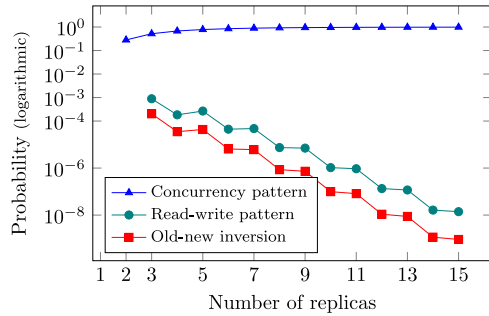 Probability (logarithmic)
10^0
10^−1
10^−2
10^−3
10^−4
10^−6
10^−8
Concurrency pattern
Read-write pattern
Old-new inversion
1 2 3 5 7 9 11 13 15
Number of replicas